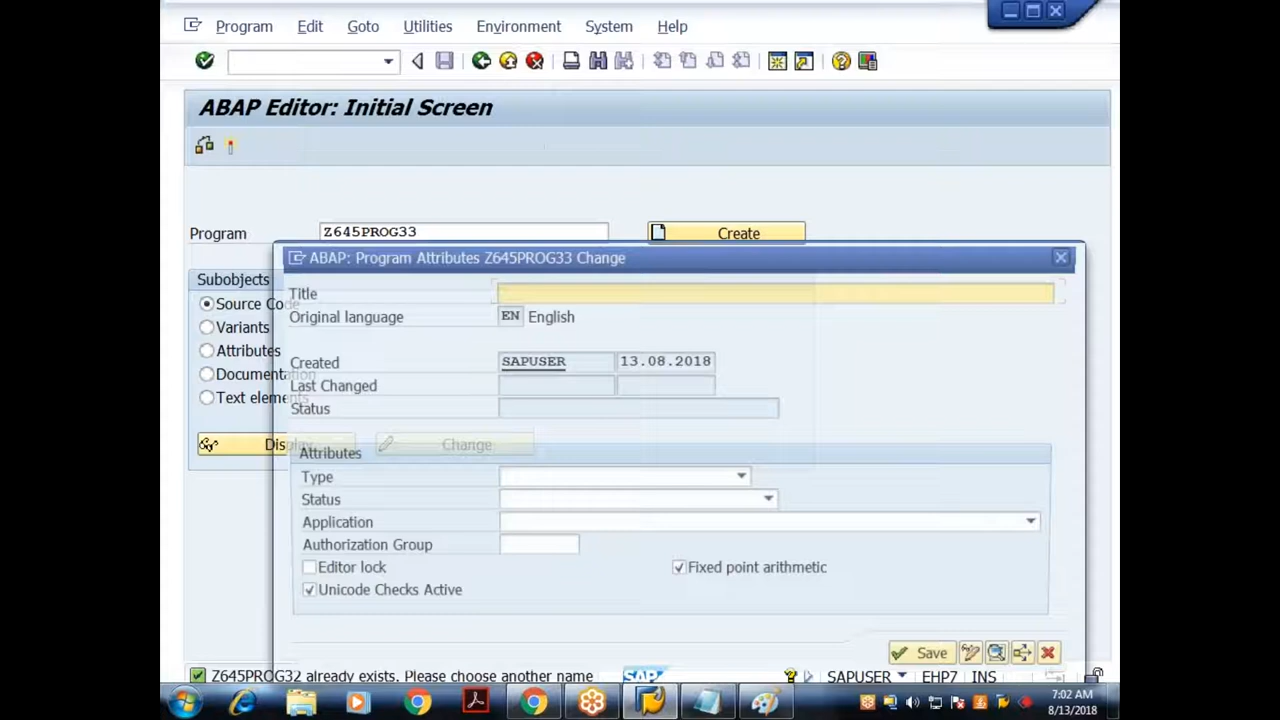 Program Edit Goto Utilities Environment System Help
ABAP Editor: Initial Screen
Program Z645PROG33 Create
ABAP: Program Attributes Z645PROG33 Change
Subobjects
Title
Source Code
Original language EN English
Variants
Attributes
Created SAPUSER 13.08.2018
Documentation
Last Changed
Text elements
Status
Display Change
Attributes
Type
Status
Application
Authorization Group
Editor lock Fixed point arithmetic
Unicode Checks Active
Save
Z645PROG32 already exists. Please choose another name SAP SAPUSER EHP7 INS
7:02 AM
8/13/2018